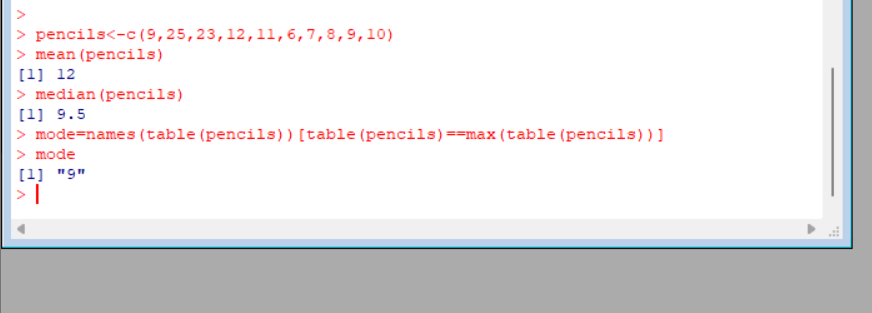 >
> pencils<-c(9,25,23,12,11,6,7,8,9,10)
> mean(pencils)
[1] 12
> median(pencils)
[1] 9.5
> mode=names(table(pencils))[table(pencils)==max(table(pencils))]
> mode
[1] "9"
>